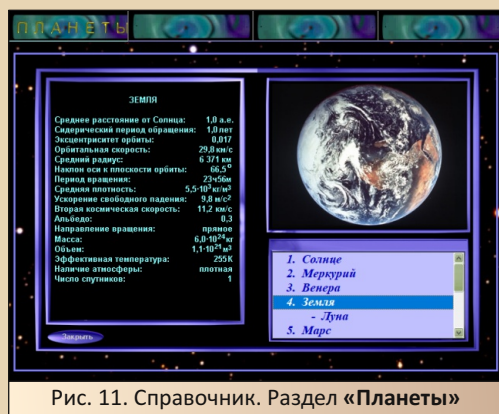 ПЛАНЕТЫ
ЗЕМЛЯ
Среднее расстояние от Солнца: 1,0 а.е.
Сидерический период обращения: 1,0 лет
Эксцентриситет орбиты: 0,017
Орбитальная скорость: 29,8 км/с
Средний радиус: 6 371 км
Наклон оси к плоскости орбиты: 66,5°
Период вращения: 23ч56м
Средняя плотность: 5,5·10³ кг/м³
Ускорение свободного падения: 9,8 м/с²
Вторая космическая скорость: 11,2 км/с
Альбедо: 0,3
Направление вращения: прямое
Масса: 6,0·10²⁴ кг
Объем: 1,1·10²¹ м³
Эффективная температура: 255К
Наличие атмосферы: плотная
Число спутников: 1
Закрыть
1. Солнце
2. Меркурий
3. Венера
4. Земля
- Луна
5. Марс
Рис. 11. Справочник. Раздел «Планеты»